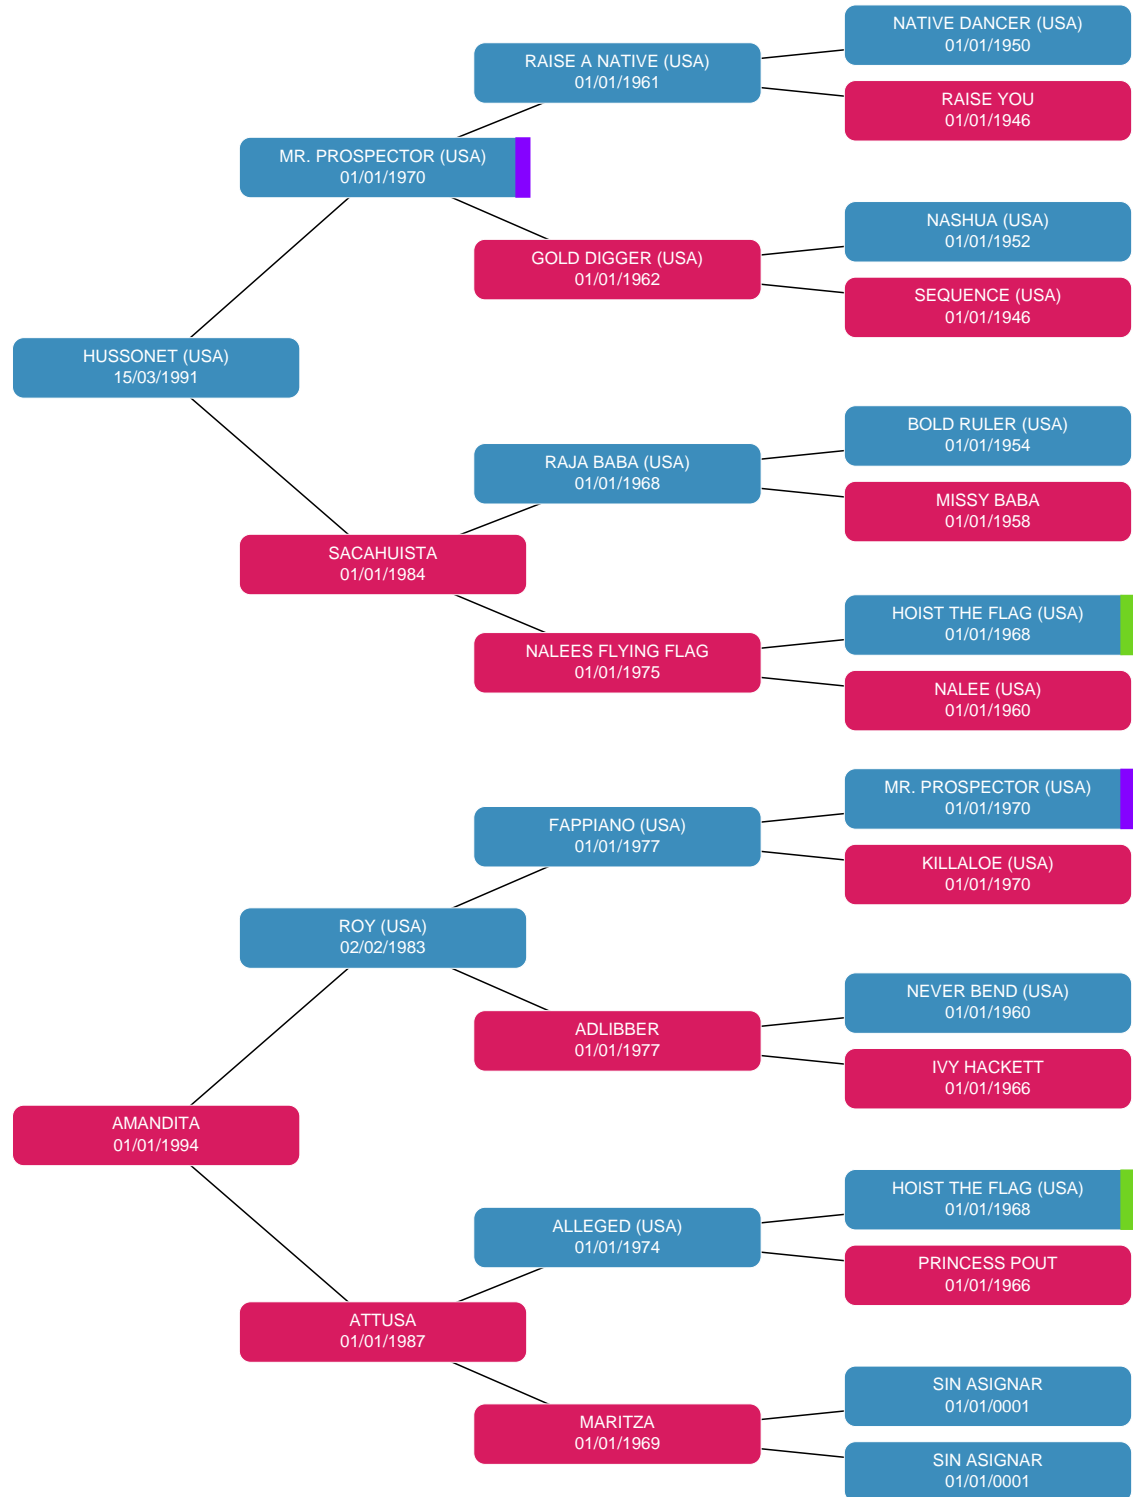 NATIVE DANCER (USA)
01/01/1950
RAISE A NATIVE (USA)
01/01/1961
RAISE YOU
01/01/1946
MR. PROSPECTOR (USA)
01/01/1970
NASHUA (USA)
01/01/1952
GOLD DIGGER (USA)
01/01/1962
SEQUENCE (USA)
01/01/1946
HUSSONET (USA)
15/03/1991
BOLD RULER (USA)
01/01/1954
RAJA BABA (USA)
01/01/1968
MISSY BABA
01/01/1958
SACAHUISTA
01/01/1984
HOIST THE FLAG (USA)
01/01/1968
NALEES FLYING FLAG
01/01/1975
NALEE (USA)
01/01/1960
MR. PROSPECTOR (USA)
01/01/1970
FAPPIANO (USA)
01/01/1977
KILLALOE (USA)
01/01/1970
ROY (USA)
02/02/1983
NEVER BEND (USA)
01/01/1960
ADLIBBER
01/01/1977
IVY HACKETT
01/01/1966
AMANDITA
01/01/1994
HOIST THE FLAG (USA)
01/01/1968
ALLEGED (USA)
01/01/1974
PRINCESS POUT
01/01/1966
ATTUSA
01/01/1987
SIN ASIGNAR
01/01/0001
MARITZA
01/01/1969
SIN ASIGNAR
01/01/0001